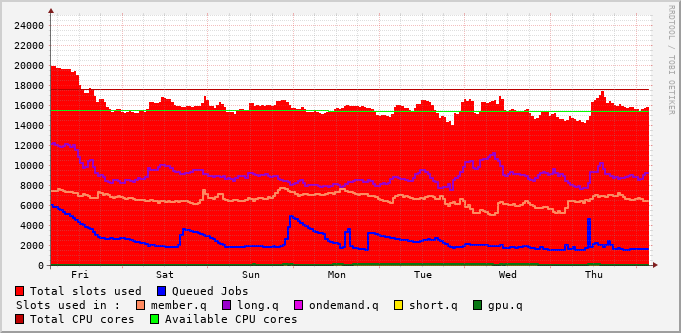 RRDTOOL / TOBI OETIKER
24000
22000
20000
18000
16000
14000
12000
10000
8000
6000
4000
2000
0
Fri Sat Sun Mon Tue Wed Thu
Total slots used Queued Jobs
Slots used in : member.q long.q ondemand.q short.q gpu.q
Total CPU cores Available CPU cores